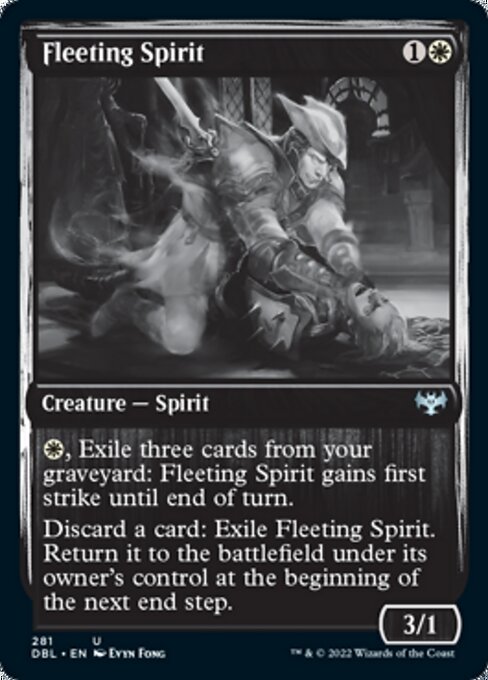 Fleeting Spirit 1
Creature — Spirit
, Exile three cards from your
graveyard: Fleeting Spirit gains first
strike until end of turn.
Discard a card: Exile Fleeting Spirit.
Return it to the battlefield under its
owner's control at the beginning of
the next end step.
3/1
281 U
DBL • EN Evyn Fong
™ & © 2022 Wizards of the Coast